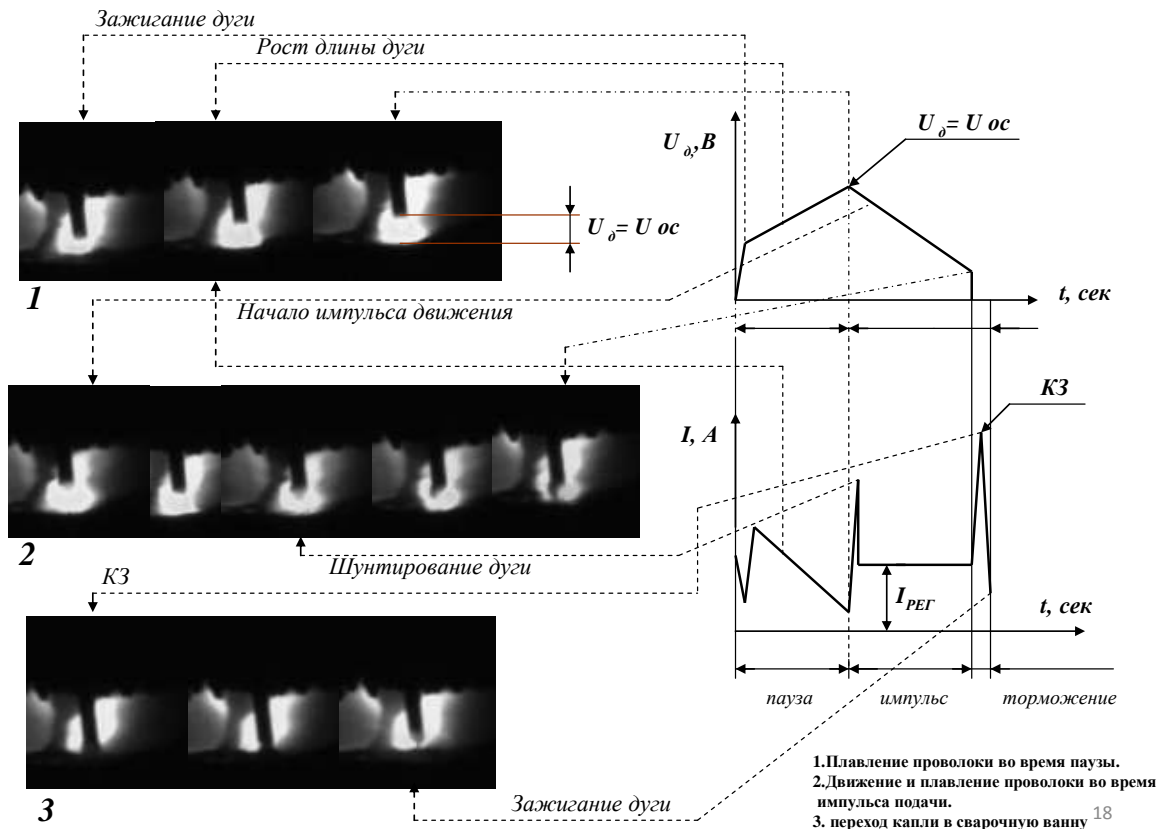 Зажигание дуги
Рост длины дуги
U д= U ос
U д, В
U д= U ос
1
t, сек
Начало импульса движения
КЗ
I, А
2
Шунтирование дуги
КЗ
I РЕГ
t, сек
пауза
импульс
торможение
3
Зажигание дуги
1.Плавление проволоки во время паузы.
2.Движение и плавление проволоки во время
импульса подачи.
3. переход капли в сварочную ванну
18